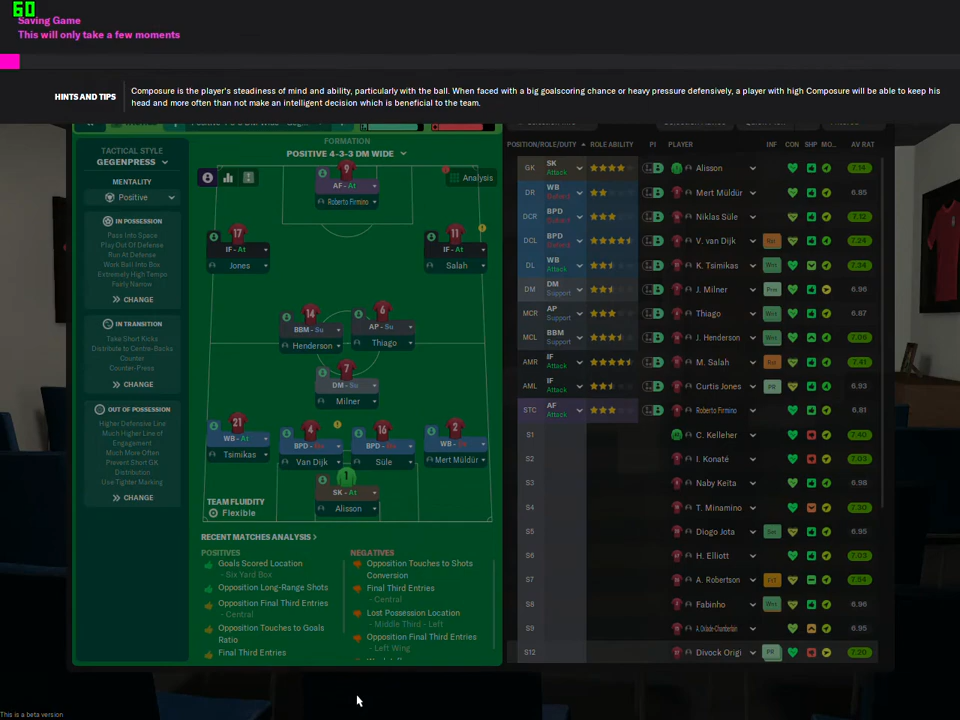 60
Saving Game
This will only take a few moments
HINTS AND TIPS
Composure is the player's steadiness of mind and ability, particularly with the ball. When faced with a big goalscoring chance or heavy pressure defensively, a player with high Composure will be able to keep his
head and more often than not make an intelligent decision which is beneficial to the team.
TACTICAL STYLE
GEGENPRESS
MENTALITY
Positive
IN POSSESSION
Pass Into Space
Play Out Of Defense
Run At Defense
Work Ball Into Box
Extremely High Tempo
Fairly Narrow
CHANGE
IN TRANSITION
Take Short Kicks
Distribute to Centre-Backs
Counter
Counter-Press
CHANGE
OUT OF POSSESSION
Higher Defensive Line
Much Higher Line of
Engagement
Much More Often
Prevent Short GK
Distribution
Use Tighter Marking
CHANGE
FORMATION
POSITIVE 4-3-3 DM WIDE
Analysis
9
AF - At
Roberto Firmino
17
IF - At
Jones
11
IF - At
Salah
14
BBM - Su
Henderson
6
AP - Su
Thiago
7
DM - Su
Milner
21
WB - At
Tsimikas
4
BPD -
Van Dijk
16
BPD -
Süle
2
WB -
Mert Müldür
1
SK - At
Alisson
TEAM FLUIDITY
Flexible
RECENT MATCHES ANALYSIS >
POSITIVES
Goals Scored Location
- Six Yard Box
Opposition Long-Range Shots
Opposition Final Third Entries
- Central
Opposition Touches to Goals
Ratio
Final Third Entries
NEGATIVES
Opposition Touches to Shots
Conversion
Final Third Entries
- Central
Lost Possession Location
- Middle Third - Left
Opposition Final Third Entries
- Left Wing
POSITION/ROLE/DUTY ROLE ABILITY PI PLAYER INF CON SHP MO... AV RAT
GK SK Attack Alisson 7.14
DR WB Mert Müldür 6.85
DCR BPD Niklas Süle 7.12
DCL BPD V. van Dijk 7.24
DL WB Attack K. Tsimikas Wnt 7.34
DM DM Support J. Milner 6.96
MCR AP Support Thiago Wnt 6.87
MCL BBM Support J. Henderson Wnt 7.09
AMR IF Attack M. Salah 7.41
AML IF Attack Curtis Jones PR 6.93
STC AF Attack Roberto Firmino 6.81
S1 C. Kelleher 7.40
S2 I. Konaté 7.03
S3 Naby Keïta 6.98
S4 T. Minamino 7.30
S5 Diogo Jota 6.95
S6 H. Elliott 7.03
S7 A. Robertson 7.54
S8 Fabinho Wnt 6.96
S9 A. Oxlade-Chamberlain 6.95
S12 Divock Origi PR 7.20
This is a beta version